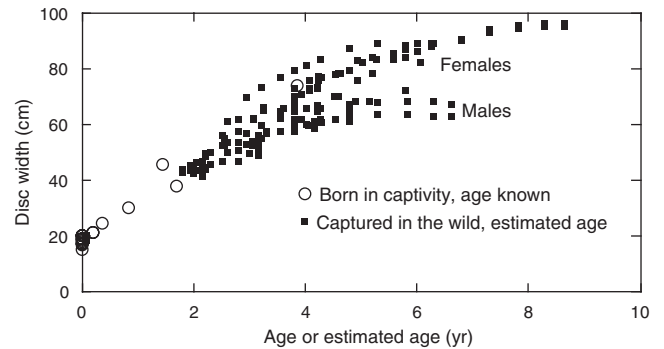 100
80
60
40
20
0
Disc width (cm)
Females
Males
Born in captivity, age known
Captured in the wild, estimated age
0 2 4 6 8 10
Age or estimated age (yr)